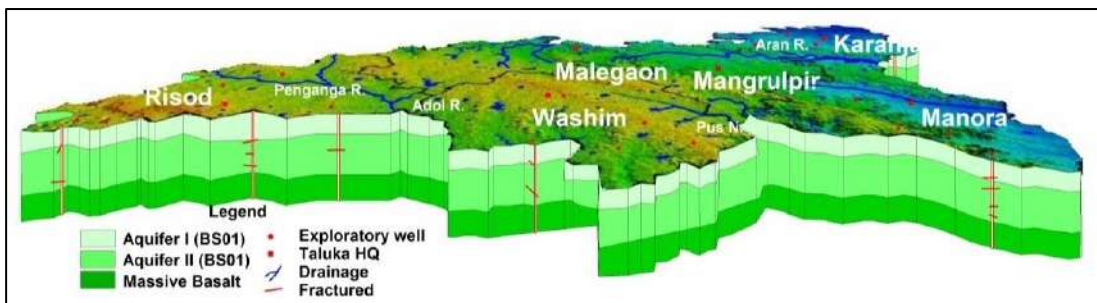 Aran R.
Karanja
Malegaon
Mangrulpir
Risod
Penganga R.
Adol R.
Washim
Pus N.
Manora
Legend
Aquifer I (BS01)
Aquifer II (BS01)
Massive Basalt
Exploratory well
Taluka HQ
Drainage
Fractured